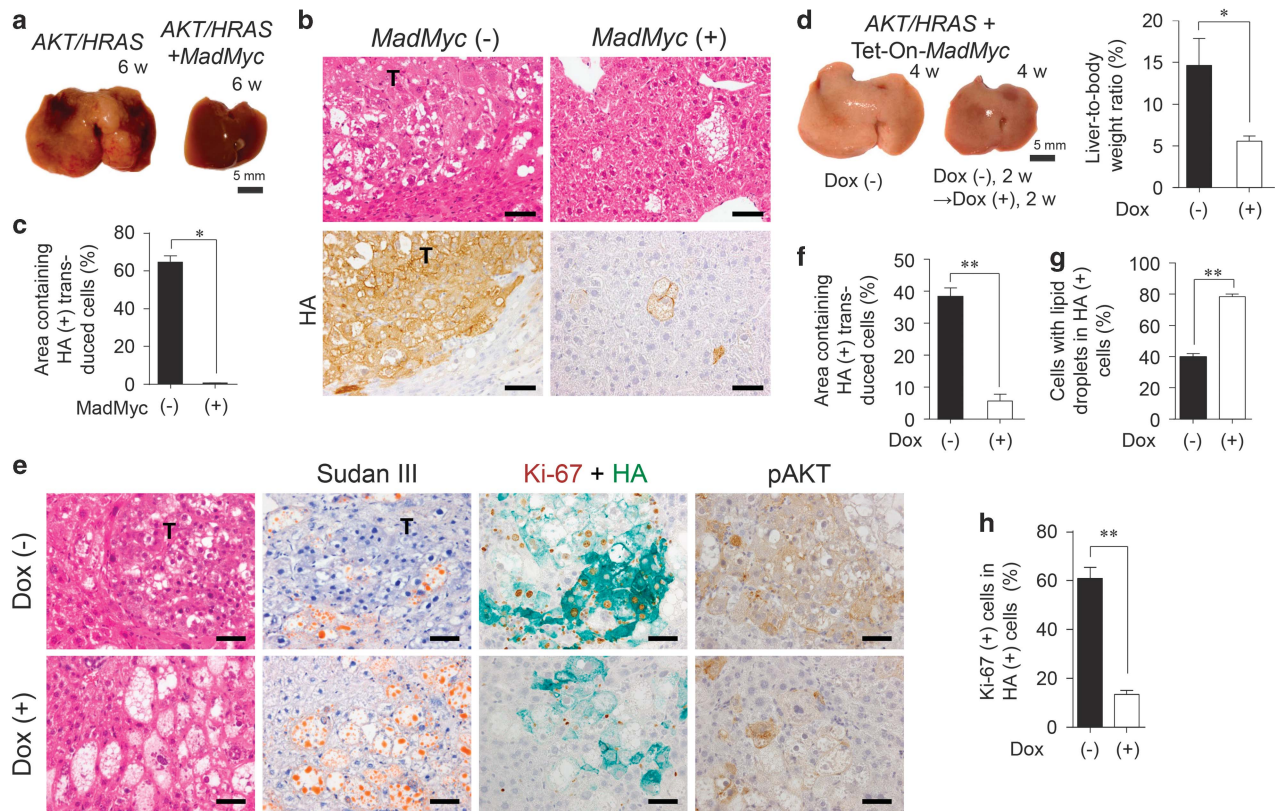 a
AKT/HRAS
6 w
AKT/HRAS
+MadMyc
6 w
5 mm
b
MadMyc (-)
MadMyc (+)
T
HA
T
c
Area containing
HA (+) trans-
duced cells (%)
80
60
40
20
0
*
MadMyc (-) (+)
d
AKT/HRAS +
Tet-On-MadMyc
4 w
4 w
5 mm
Dox (-)
Dox (-), 2 w
→Dox (+), 2 w
Liver-to-body
weight ratio (%)
20
15
10
5
0
*
Dox (-) (+)
f
Area containing
HA (+) trans-
duced cells (%)
50
40
30
20
10
0
**
Dox (-) (+)
g
Cells with lipid
droplets in HA (+)
cells (%)
100
80
60
40
20
0
**
Dox (-) (+)
e
Sudan III
Ki-67 + HA
pAKT
Dox (-)
T
T
Dox (+)
h
Ki-67 (+) cells in
HA (+) cells (%)
80
60
40
20
0
**
Dox (-) (+)